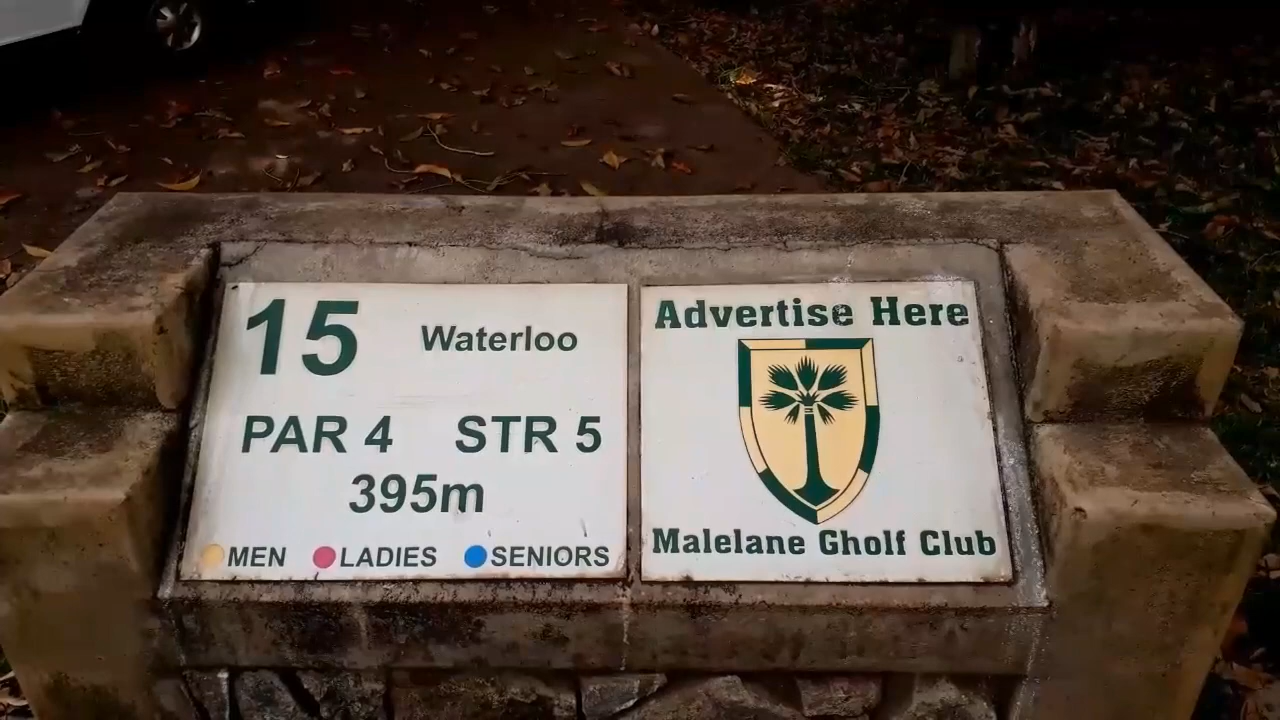 15 Waterloo
PAR 4 STR 5
395m
MEN LADIES SENIORS
Advertise Here
Malelane Gholf Club